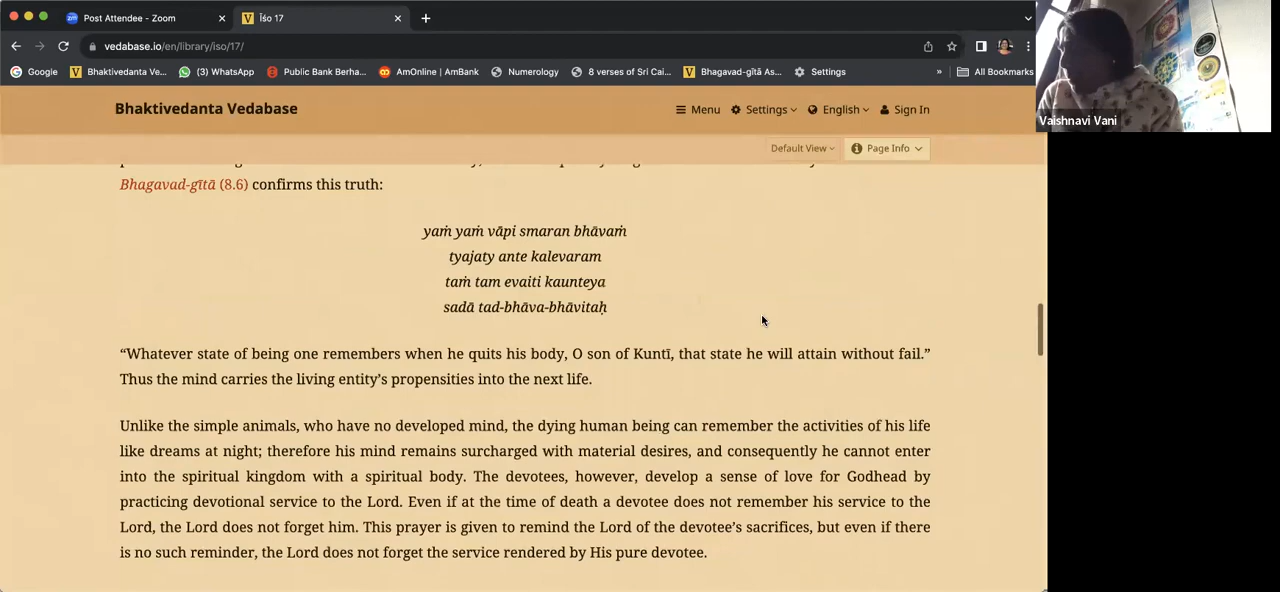 Post Attendee - Zoom
Īśo 17
vedabase.io/en/library/iso/17/
Google
Bhaktivedanta Ve...
(3) WhatsApp
Public Bank Berha...
AmOnline | AmBank
Numerology
8 verses of Sri Cai...
Bhagavad-gītā As...
Settings
»
All Bookmarks
Vaishnavi Vani
Bhaktivedanta Vedabase
Menu
Settings
English
Sign In
Default View
Page Info
Bhagavad-gītā (8.6) confirms this truth:
yaṁ yaṁ vāpi smaran bhāvaṁ
tyajaty ante kalevaram
taṁ tam evaiti kaunteya
sadā tad-bhāva-bhāvitaḥ
“Whatever state of being one remembers when he quits his body, O son of Kuntī, that state he will attain without fail.”
Thus the mind carries the living entity’s propensities into the next life.
Unlike the simple animals, who have no developed mind, the dying human being can remember the activities of his life
like dreams at night; therefore his mind remains surcharged with material desires, and consequently he cannot enter
into the spiritual kingdom with a spiritual body. The devotees, however, develop a sense of love for Godhead by
practicing devotional service to the Lord. Even if at the time of death a devotee does not remember his service to the
Lord, the Lord does not forget him. This prayer is given to remind the Lord of the devotee’s sacrifices, but even if there
is no such reminder, the Lord does not forget the service rendered by His pure devotee.